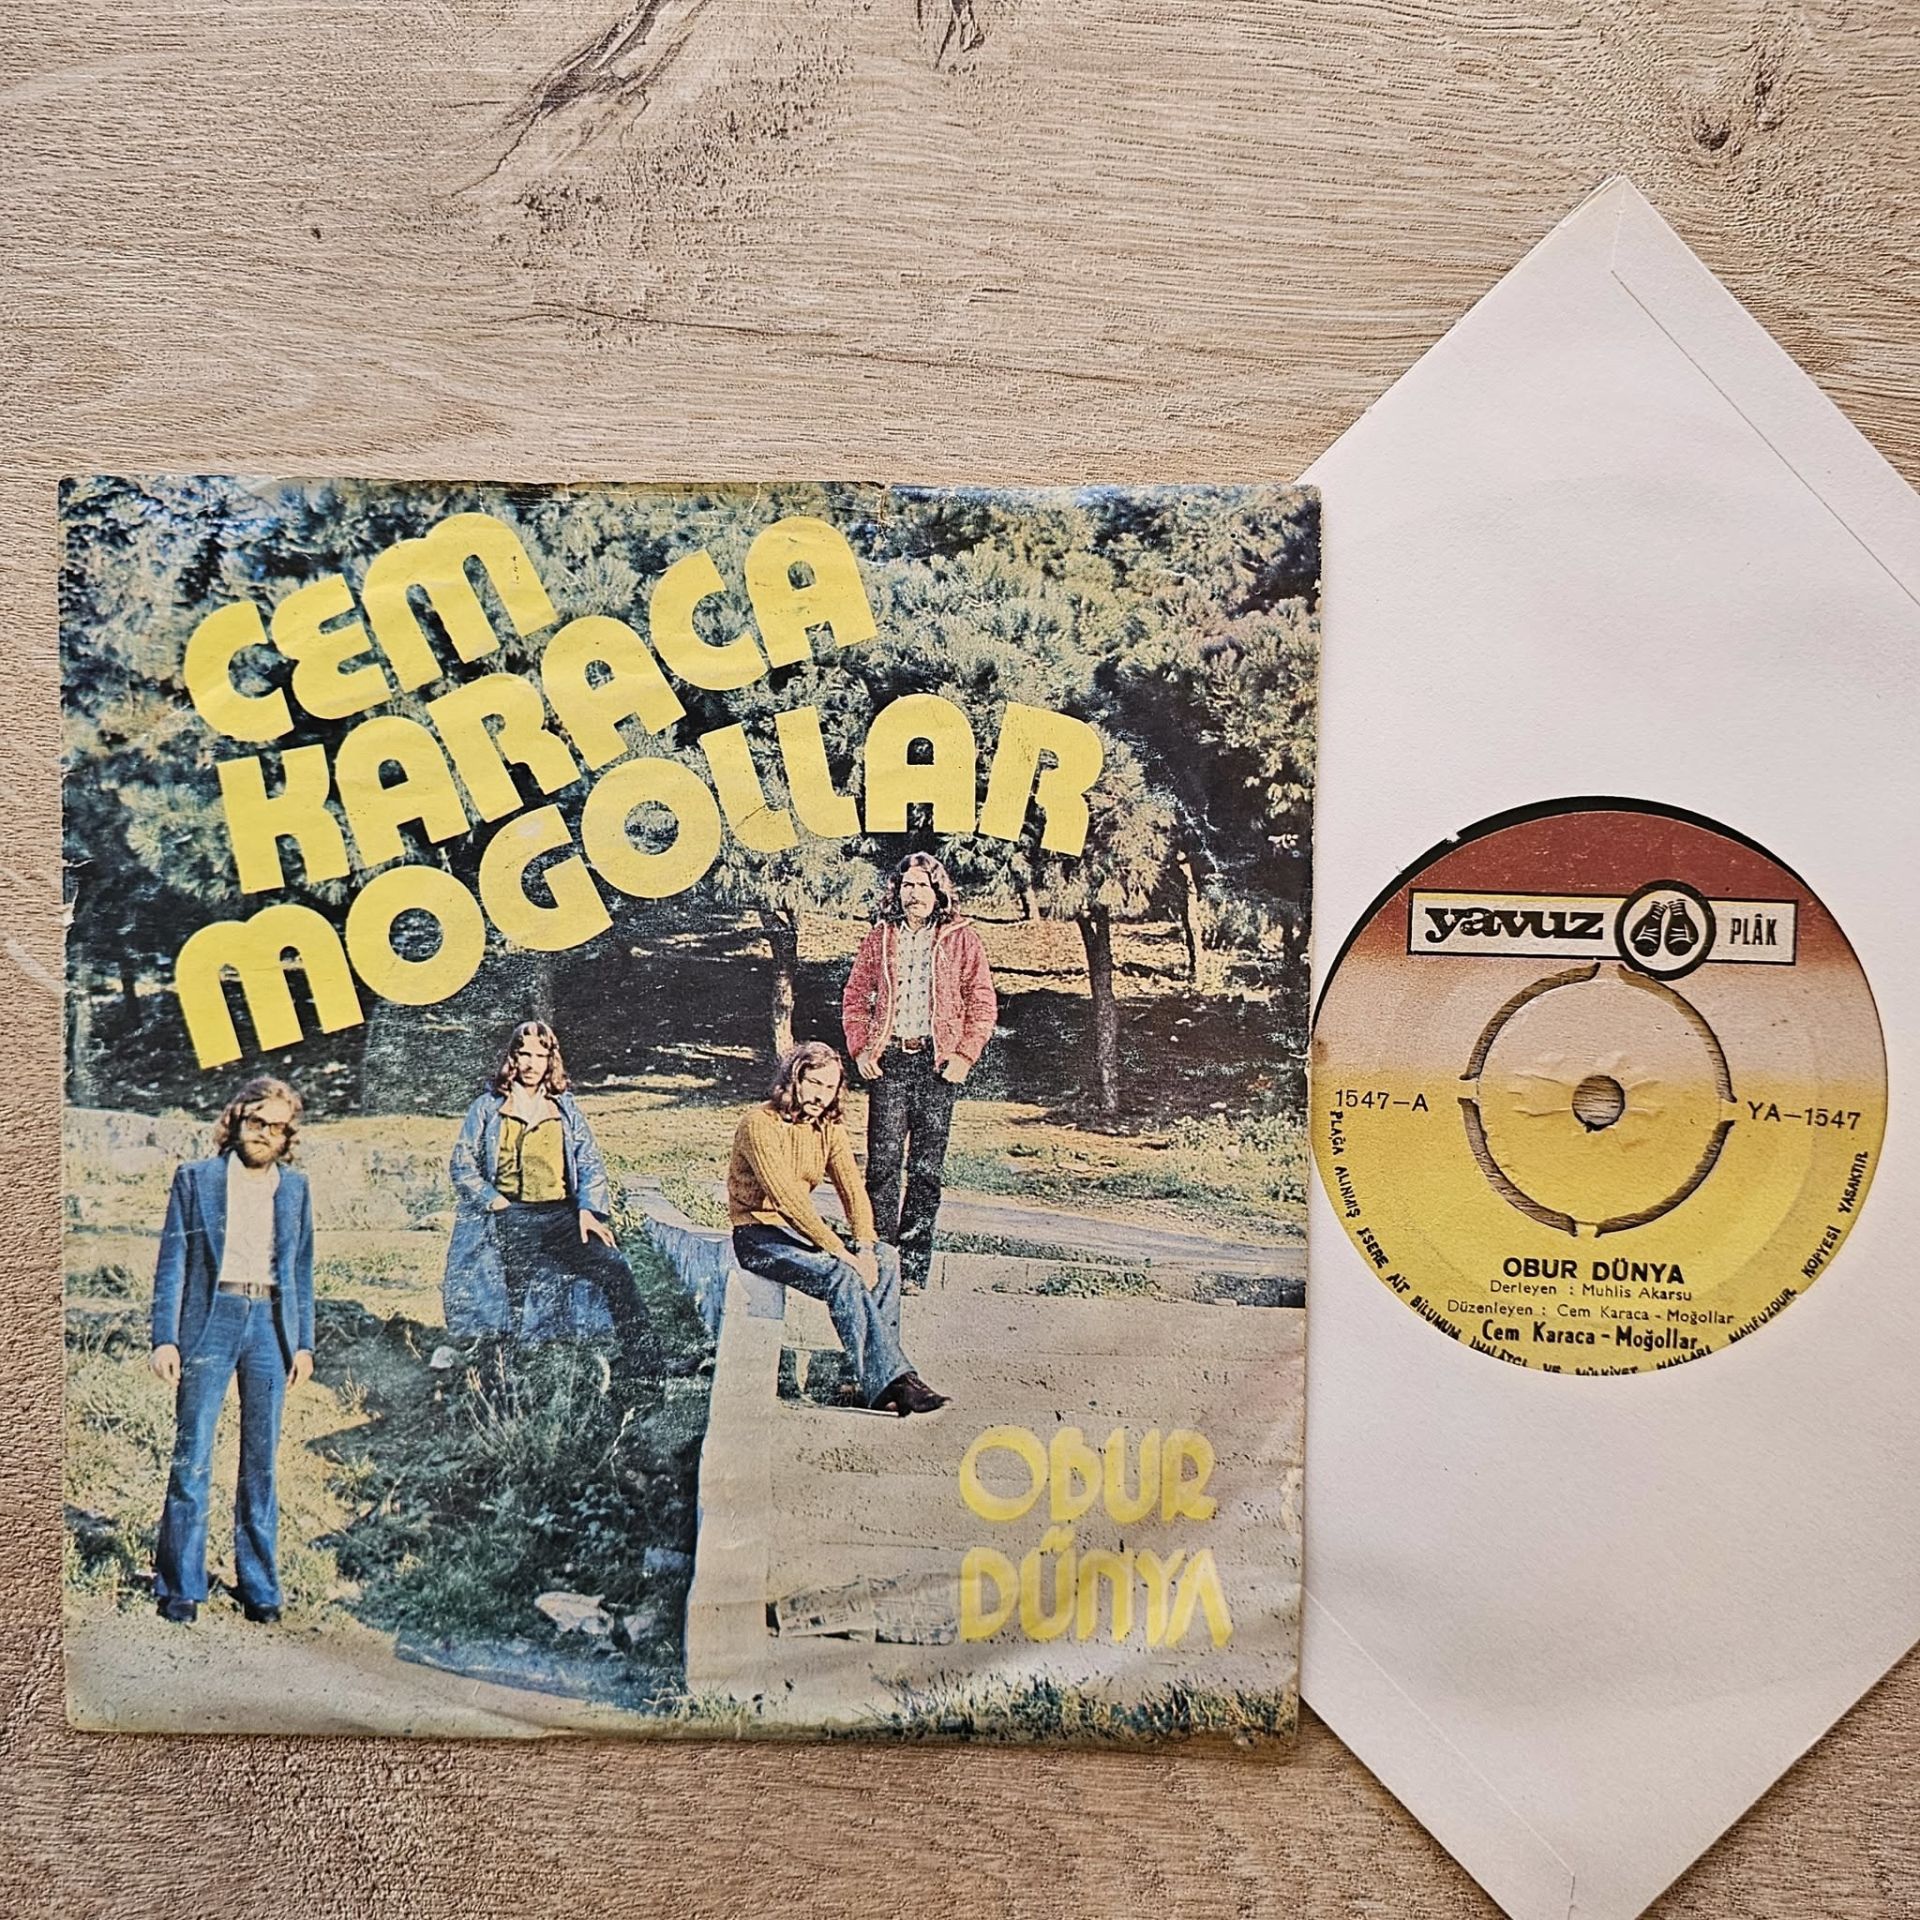 CEM
KARACA
MOGOLLAR
OBUR
DÜNYA
yavuz PLÂK
1547-A
YA-1547
OBUR DÜNYA
Derleyen : Muhlis Akarsu
Düzenleyen : Cem Karaca - Moğollar
Cem Karaca - Moğollar
PLAĞA ALINMIŞ ESERE AİT BİLUMUM İMALATÇI VE MÜLKİYET HAKLARI MAHFUZDUR KOPYESİ YASAKTIR